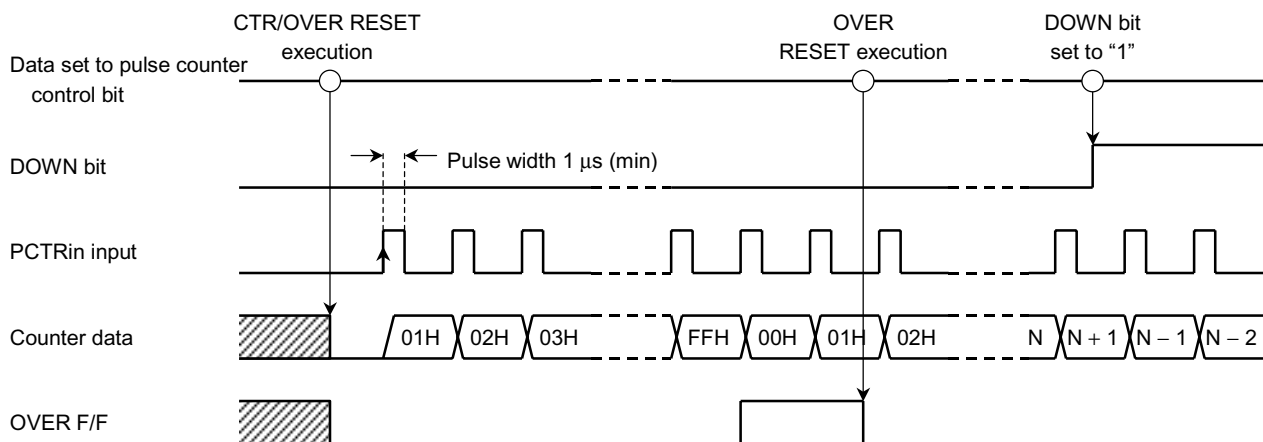 CTR/OVER RESET
execution
OVER
RESET execution
DOWN bit
set to “1”
Data set to pulse counter
control bit
DOWN bit
Pulse width 1 μs (min)
PCTRin input
Counter data
01H 02H 03H FFH 00H 01H 02H N N + 1 N − 1 N − 2
OVER F/F